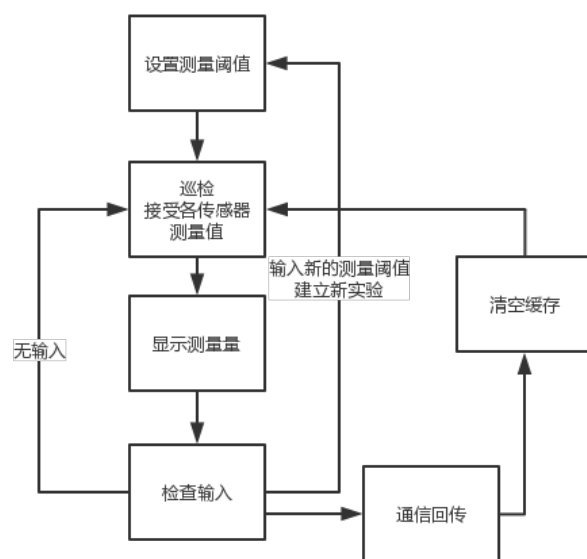 设置测量阈值
巡检
接受各传感器
测量值
输入新的测量阈值
建立新实验
清空缓存
无输入
显示测量量
检查输入
通信回传